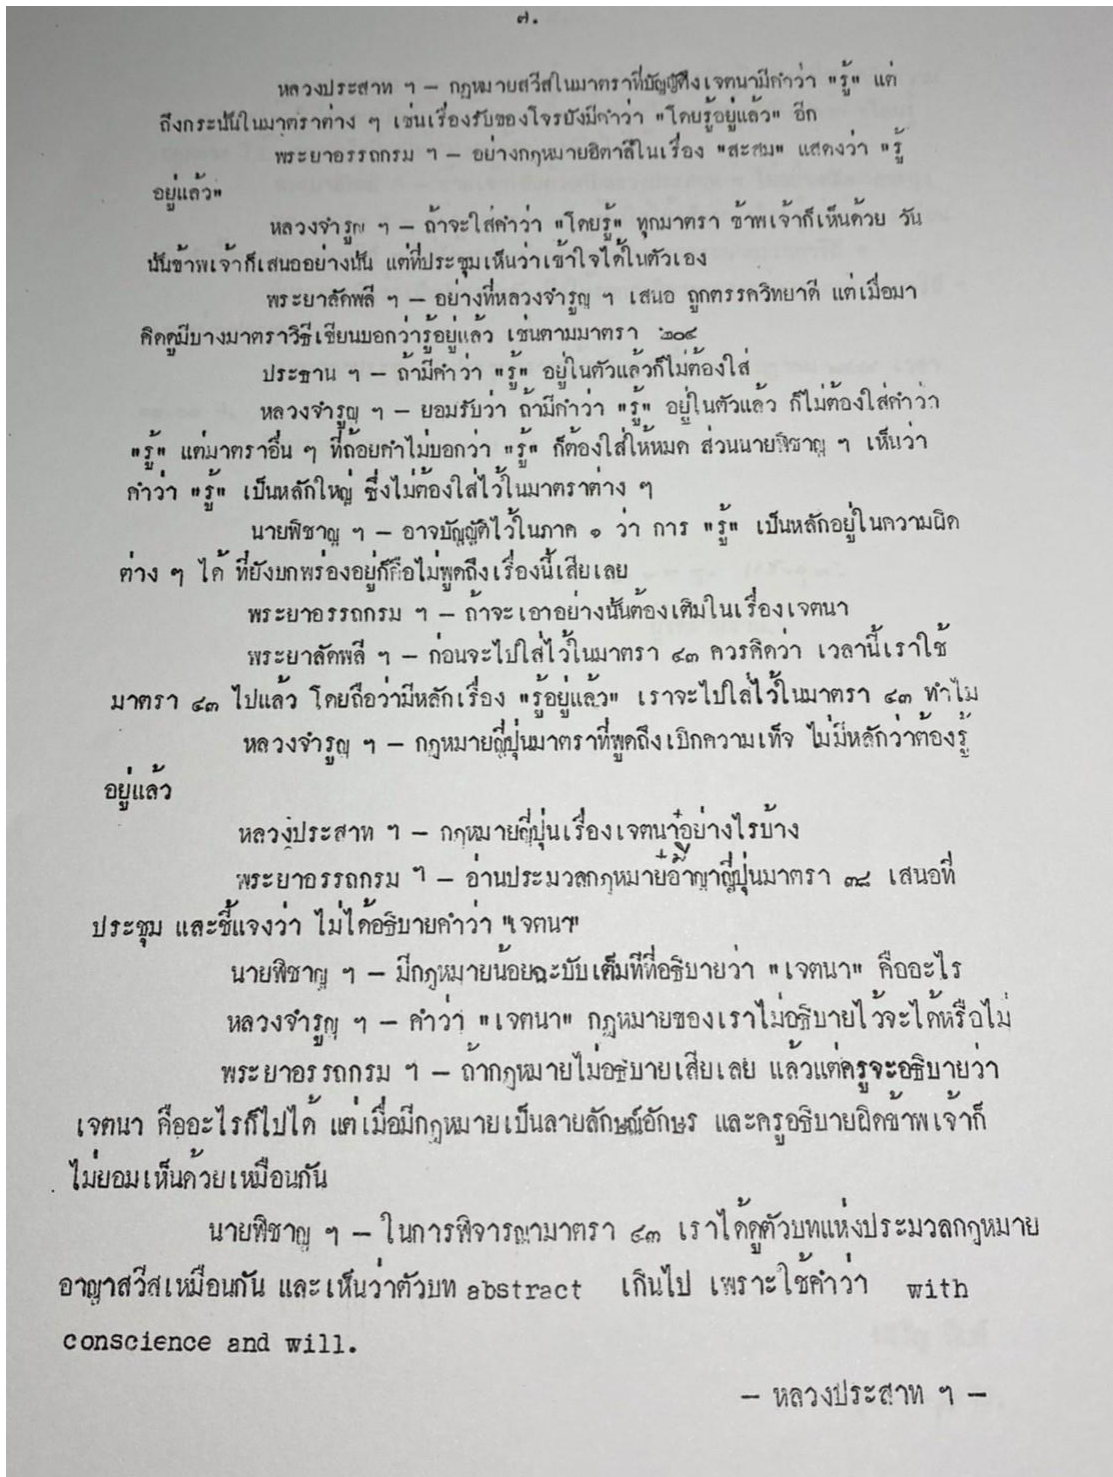 ๗.
หลวงประสาท ฯ – กฎหมายสวีสในมาตราที่บัญญัติถึงเจตนามีคำว่า "รู้" แต่
ถึงกระนั้นในมาตราต่าง ๆ เช่นเรื่องรับของโจรยังมีคำว่า "โดยรู้อยู่แล้ว" อีก
พระยาอรรถกรม ฯ – อย่างกฎหมายอิตาลีในเรื่อง "สะสม" แสดงว่า "รู้
อยู่แล้ว"
หลวงจำรูญ ฯ – ถ้าจะใส่คำว่า "โดยรู้" ทุกมาตรา ข้าพเจ้าก็เห็นด้วย วัน
นั้นข้าพเจ้าก็เสนออย่างนั้น แต่ที่ประชุมเห็นว่าเข้าใจได้ในตัวเอง
พระยาลัดพลี ฯ – อย่างที่หลวงจำรูญ ฯ เสนอ ถูกตรรควิทยาดี แต่เมื่อมา
คิดดูมีบางมาตราวิธีเขียนบอกว่ารู้อยู่แล้ว เช่นตามมาตรา ๒๐๔
ประธาน ฯ – ถ้ามีคำว่า "รู้" อยู่ในตัวแล้วก็ไม่ต้องใส่
หลวงจำรูญ ฯ – ยอมรับว่า ถ้ามีคำว่า "รู้" อยู่ในตัวแล้ว ก็ไม่ต้องใส่คำว่า
"รู้" แต่มาตราอื่น ๆ ที่ถ้อยคำไม่บอกว่า "รู้" ก็ต้องใส่ให้หมด ส่วนนายพิชาญ ฯ เห็นว่า
คำว่า "รู้" เป็นหลักใหญ่ ซึ่งไม่ต้องใส่ไว้ในมาตราต่าง ๆ
นายพิชาญ ฯ – อาจบัญญัติไว้ในภาค ๑ ว่า การ "รู้" เป็นหลักอยู่ในความผิด
ต่าง ๆ ได้ ที่ยังบกพร่องอยู่ก็คือไม่พูดถึงเรื่องนี้เสียเลย
พระยาอรรถกรม ฯ – ถ้าจะเอาอย่างนั้นต้องเติมในเรื่องเจตนา
พระยาลัดพลี ฯ – ก่อนจะไปใส่ไว้ในมาตรา ๔๓ ควรคิดว่า เวลานี้เราใช้
มาตรา ๔๓ ไปแล้ว โดยถือว่ามีหลักเรื่อง "รู้อยู่แล้ว" เราจะไปใส่ไว้ในมาตรา ๔๓ ทำไม
หลวงจำรูญ ฯ – กฎหมายญี่ปุ่นมาตราที่พูดถึงเบิกความเท็จ ไม่มีหลักว่าต้องรู้
อยู่แล้ว
หลวงประสาท ฯ – กฎหมายญี่ปุ่นเรื่องเจตนาอย่างไรบ้าง
พระยาอรรถกรม ฯ – อ่านประมวลกฎหมายอาญาญี่ปุ่นมาตรา ๓๘ เสนอที่
ประชุม และชี้แจงว่า ไม่ได้อธิบายคำว่า "เจตนา"
นายพิชาญ ฯ – มีกฎหมายน้อยฉะบับเต็มทีที่อธิบายว่า "เจตนา" คืออะไร
หลวงจำรูญ ฯ – คำว่า "เจตนา" กฎหมายของเราไม่อธิบายไว้จะได้หรือไม่
พระยาอรรถกรม ฯ – ถ้ากฎหมายไม่อธิบายเสียเลย แล้วแต่ครูจะอธิบายว่า
เจตนา คืออะไรก็ไปได้ แต่เมื่อมีกฎหมายเป็นลายลักษณ์อักษร และครูอธิบายผิดข้าพเจ้าก็
ไม่ยอมเห็นด้วยเหมือนกัน
นายพิชาญ ฯ – ในการพิจารณามาตรา ๔๓ เราได้ดูตัวบทแห่งประมวลกฎหมาย
อาญาสวีสเหมือนกัน และเห็นว่าตัวบท abstract เกินไป เพราะใช้คำว่า with
conscience and will.
– หลวงประสาท ฯ –